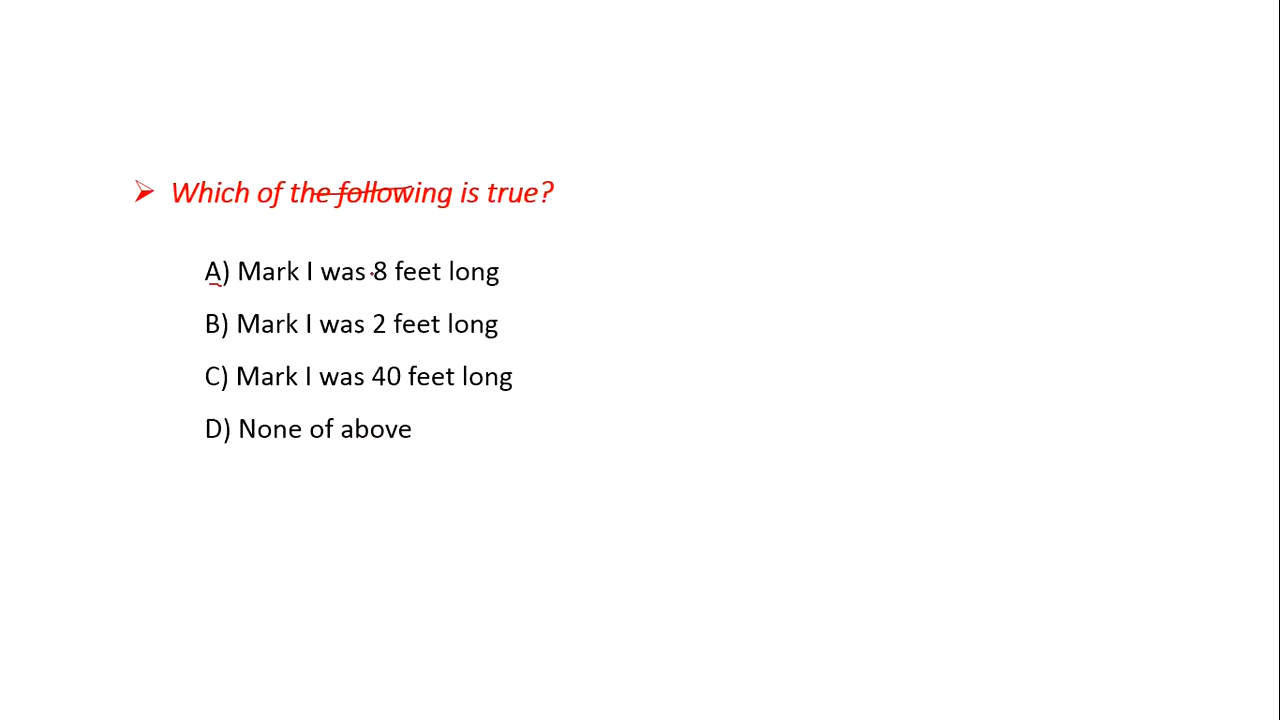 Which of the following is true?
A) Mark I was 8 feet long
B) Mark I was 2 feet long
C) Mark I was 40 feet long
D) None of above